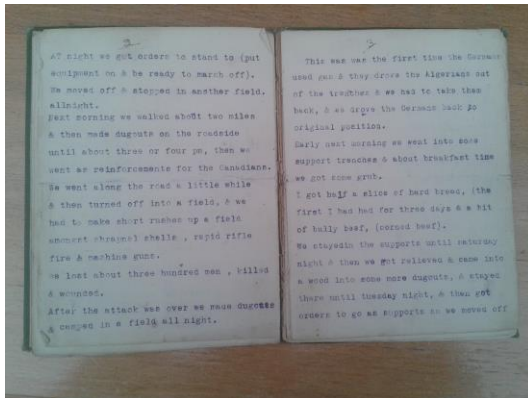 2
At night we got orders to stand to (put
equipment on & be ready to march off).
We moved off & stopped in another field,
allnight.
Next morning we walked about two miles
& then made dugouts on the roadside
until about three or four pm, then we
went as reinforcements for the Canadians.
We went along the road a little while
& then turned off into a field, & we
had to make short rushes up a field
amongst shrapnel shells , rapid rifle
fire & machine guns.
We lost about three hundred men , killed
& wounded.
After the attack was over we made dugouts
& camped in a field all night.
3
This was was the first time the Germans
used gas & they drove the Algerians out
of the trenches & we had to take them
back, & we drove the Germans back to
original position.
Early next morning we went into some
support trenches & about breakfast time
we got some grub.
I got half a slice of hard bread, (the
first I had had for three days & a bit
of bully beef, (corned beef).
We stayedin the supports until saturday
night & then we got relieved & came into
a wood into some more dugouts, & stayed
there until tuesday night, & then got
orders to go as supports so we moved off